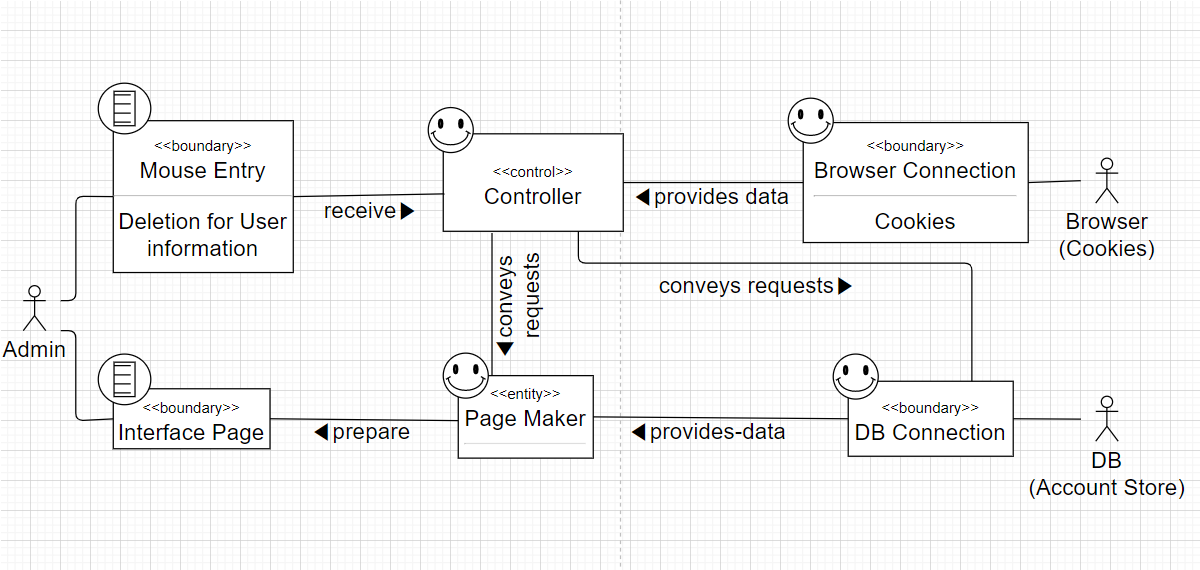 <<boundary>>
Mouse Entry
Deletion for User
information
receive
<<control>>
Controller
provides data
<<boundary>>
Browser Connection
Cookies
Browser
(Cookies)
conveys
requests
conveys requests
Admin
<<boundary>>
Interface Page
prepare
<<entity>>
Page Maker
provides-data
<<boundary>>
DB Connection
DB
(Account Store)